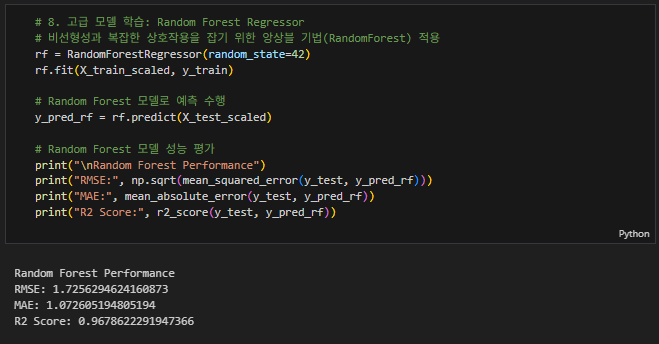 # 8. 고급 모델 학습: Random Forest Regressor
# 비선형성과 복잡한 상호작용을 잡기 위한 앙상블 기법(RandomForest) 적용
rf = RandomForestRegressor(random_state=42)
rf.fit(X_train_scaled, y_train)
# Random Forest 모델로 예측 수행
y_pred_rf = rf.predict(X_test_scaled)
# Random Forest 모델 성능 평가
print("\nRandom Forest Performance")
print("RMSE:", np.sqrt(mean_squared_error(y_test, y_pred_rf)))
print("MAE:", mean_absolute_error(y_test, y_pred_rf))
print("R2 Score:", r2_score(y_test, y_pred_rf))
Python
Random Forest Performance
RMSE: 1.7256294624160873
MAE: 1.072605194805194
R2 Score: 0.9678622291947366